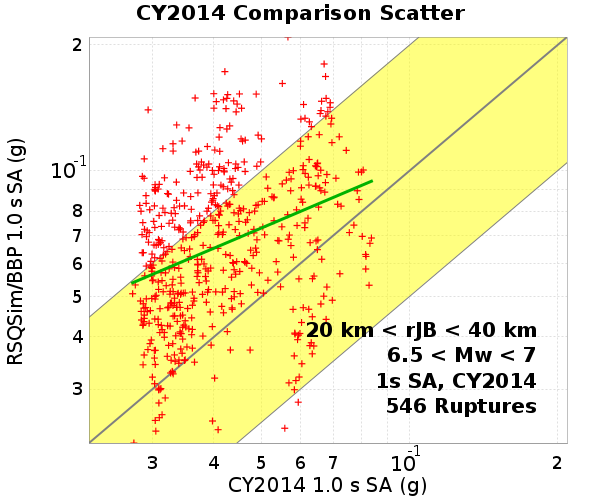 CY2014 Comparison Scatter
RSQSim/BBP 1.0 s SA (g)
2
10-1
8
7
6
5
4
3
20 km < rJB < 40 km
6.5 < Mw < 7
1s SA, CY2014
546 Ruptures
3 4 5 6 7 10-1 2
CY2014 1.0 s SA (g)